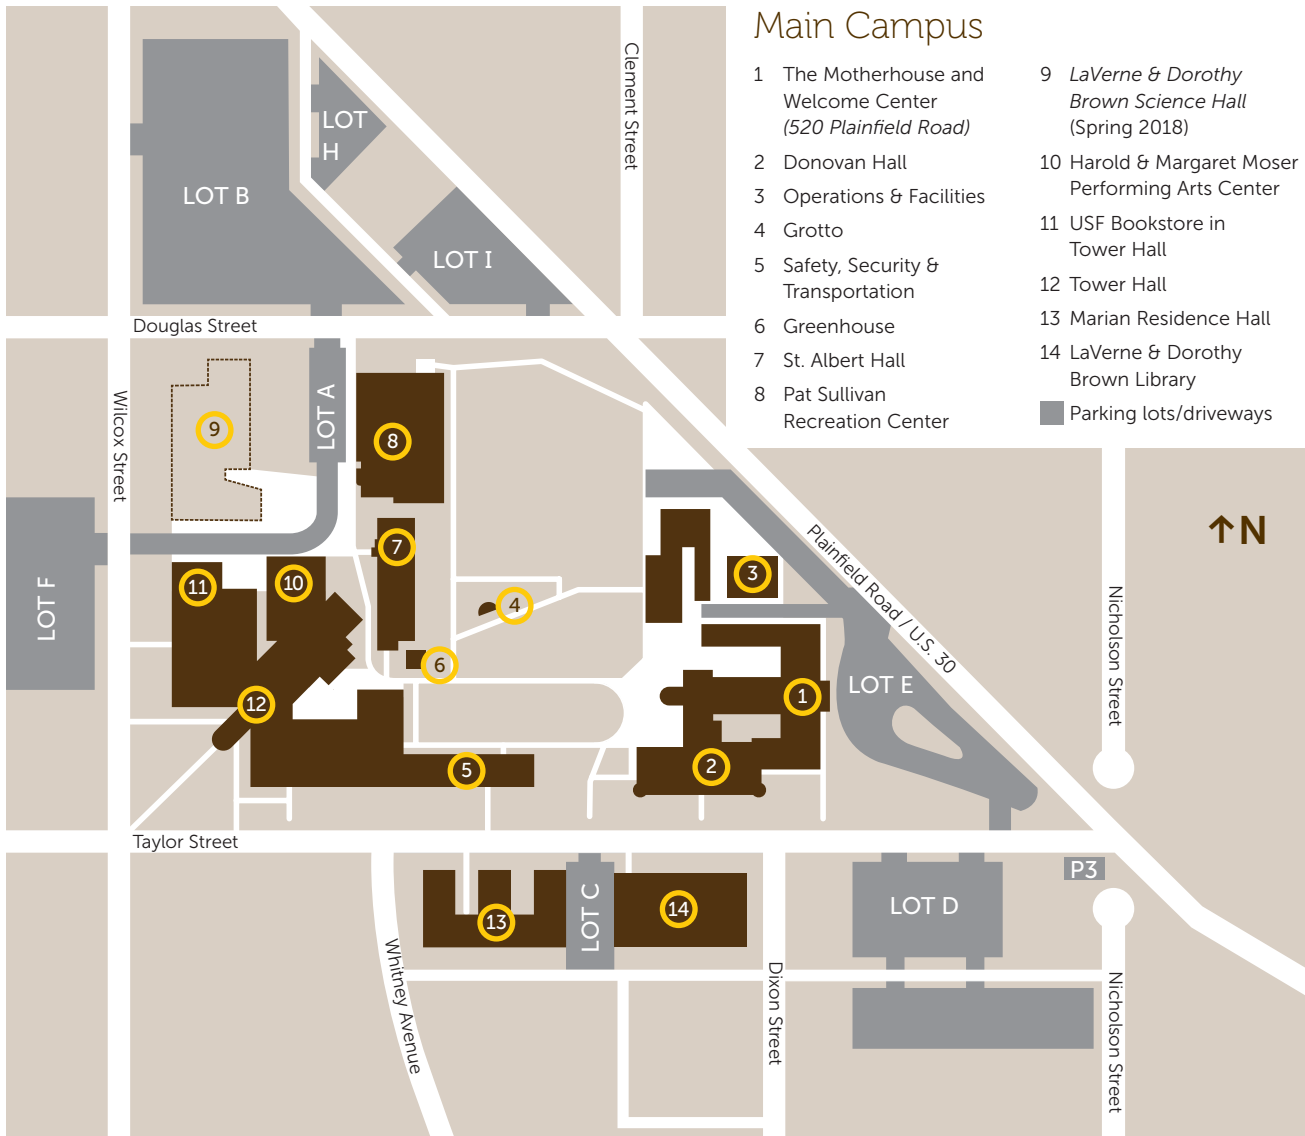 Main Campus
1 The Motherhouse and
Welcome Center
(520 Plainfield Road)
2 Donovan Hall
3 Operations & Facilities
4 Grotto
5 Safety, Security &
Transportation
6 Greenhouse
7 St. Albert Hall
8 Pat Sullivan
Recreation Center
9 LaVerne & Dorothy
Brown Science Hall
(Spring 2018)
10 Harold & Margaret Moser
Performing Arts Center
11 USF Bookstore in
Tower Hall
12 Tower Hall
13 Marian Residence Hall
14 LaVerne & Dorothy
Brown Library
Parking lots/driveways
N
Clement Street
LOT
H
LOT B
LOT I
Douglas Street
Wilcox Street
LOT A
9
8
7
Plainfield Road / U.S. 30
3
11
10
4
LOT F
Nicholson Street
6
LOT E
1
12
2
5
Taylor Street
P3
LOT C
LOT D
13
14
Whitney Avenue
Dixon Street
Nicholson Street